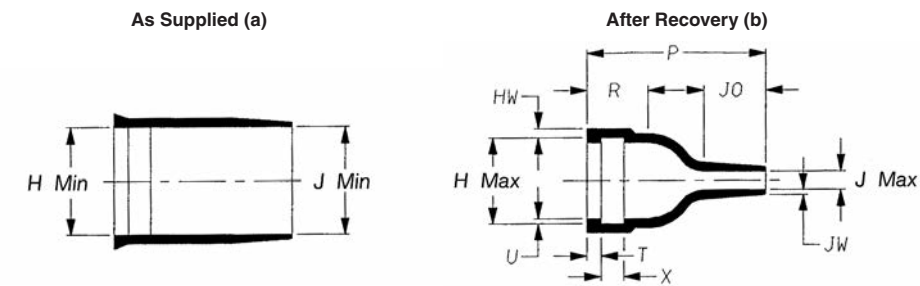 As Supplied (a)
After Recovery (b)
P
R
JO
HW
H Min
J Min
H Max
J Max
U
T
JW
X